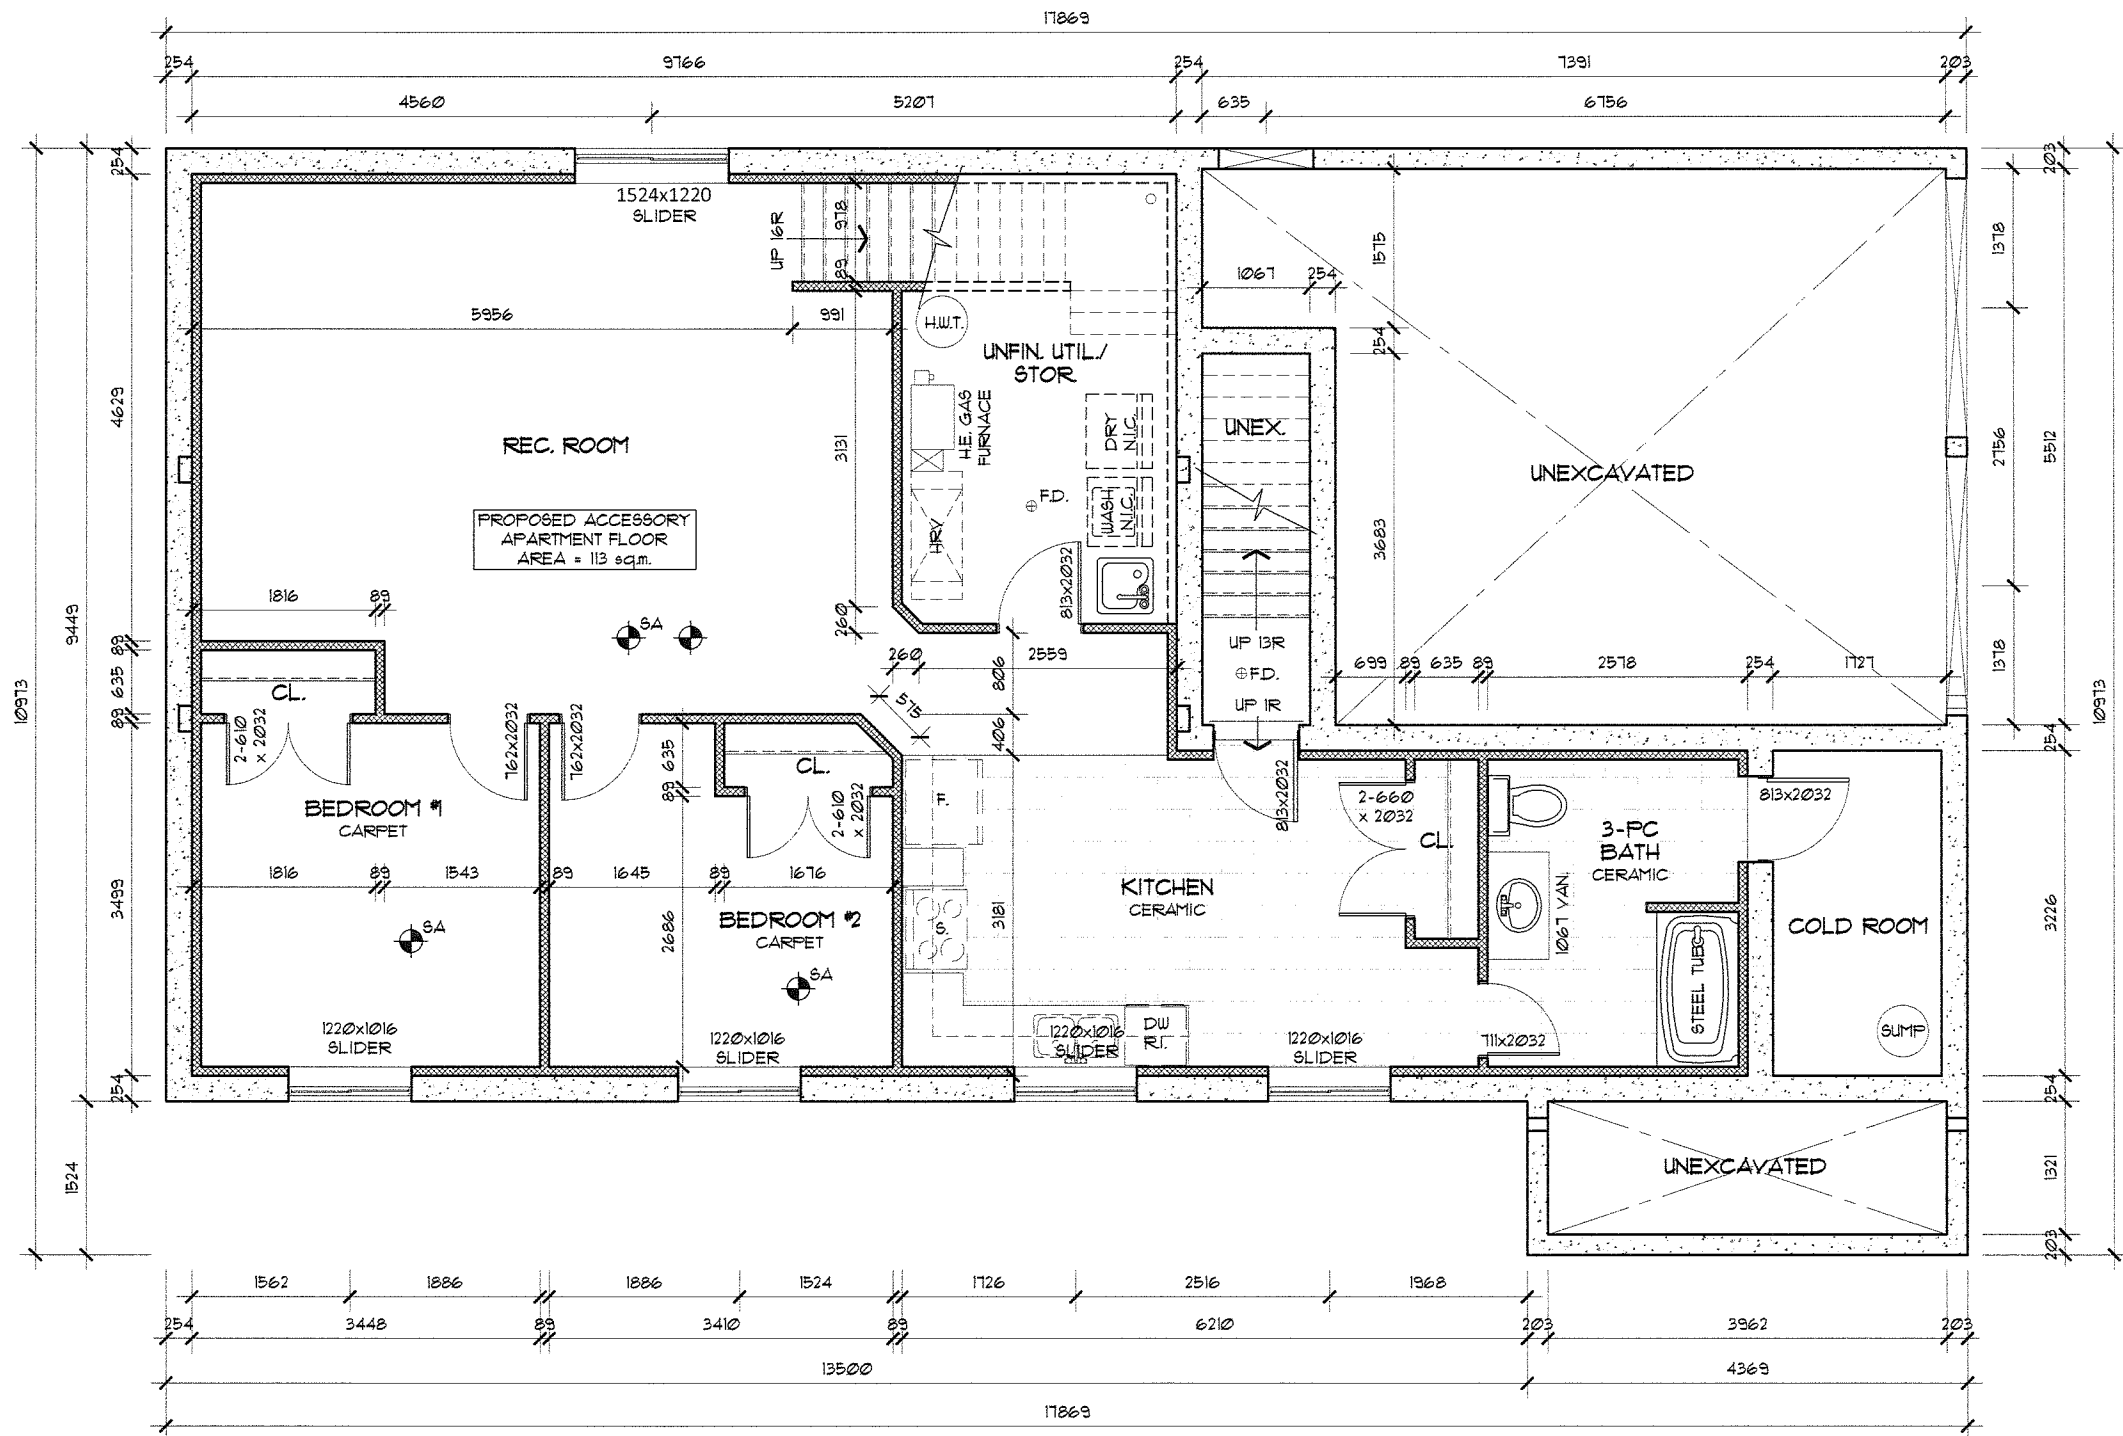 17869
254 9766 254 7391 203
4560 5207 635 6756
254
203
1524x1220
SLIDER
UP 16R
978
89
1575
1378
1067 254
5956 991
H.W.T.
UNFIN. UTIL./
STOR.
254
4629
H.E. GAS
FURNACE
3131
DRY
N.I.C.
UNEX.
REC. ROOM
UNEXCAVATED
2756
5512
F.D.
WASH
N.I.C.
HRV
PROPOSED ACCESSORY
APARTMENT FLOOR
AREA = 113 sq.m.
3683
813x2032
9449
10973
1816 89
260
SA
UP 13R
F.D.
UP 1R
89
635
89
260 2559
806
699 89 635 89 2578 254 1727
1378
10973
CL.
575
406
2-610
x 2032
762x2032
762x2032
635
89
CL.
2-610
x 2032
254
813x2032
2-660
x 2032
813x2032
BEDROOM #1
CARPET
F.
CL.
3-PC
BATH
CERAMIC
3499
1816 89 1543 89 1645 89 1676
KITCHEN
CERAMIC
3226
BEDROOM #2
CARPET
2686
S.
3181
1067 VAN.
COLD ROOM
SA
SA
STEEL TUB
1220x1016
SLIDER
1220x1016
SLIDER
1220x1016
SLIDER
DW
R.I.
1220x1016
SLIDER
711x2032
SUMP
254
254
1524
UNEXCAVATED
1321
203
1562 1886 1886 1524 1726 2516 1968
254 3448 89 3410 89 6210 203 3962 203
13500 4369
17869